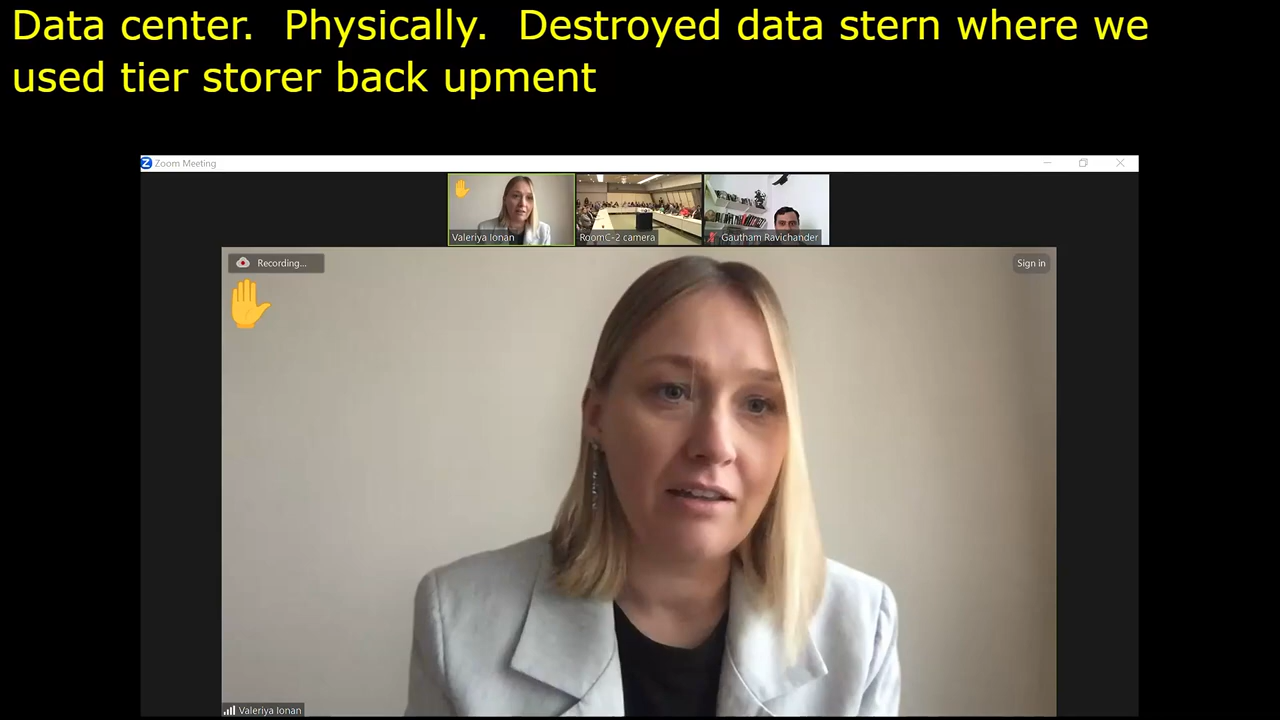 Data center.  Physically.  Destroyed data stern where we
used tier storer back upment
Zoom Meeting
Valeriya Ionan
RoomC-2 camera
Gautham Ravichander
Recording...
Sign in
Valeriya Ionan